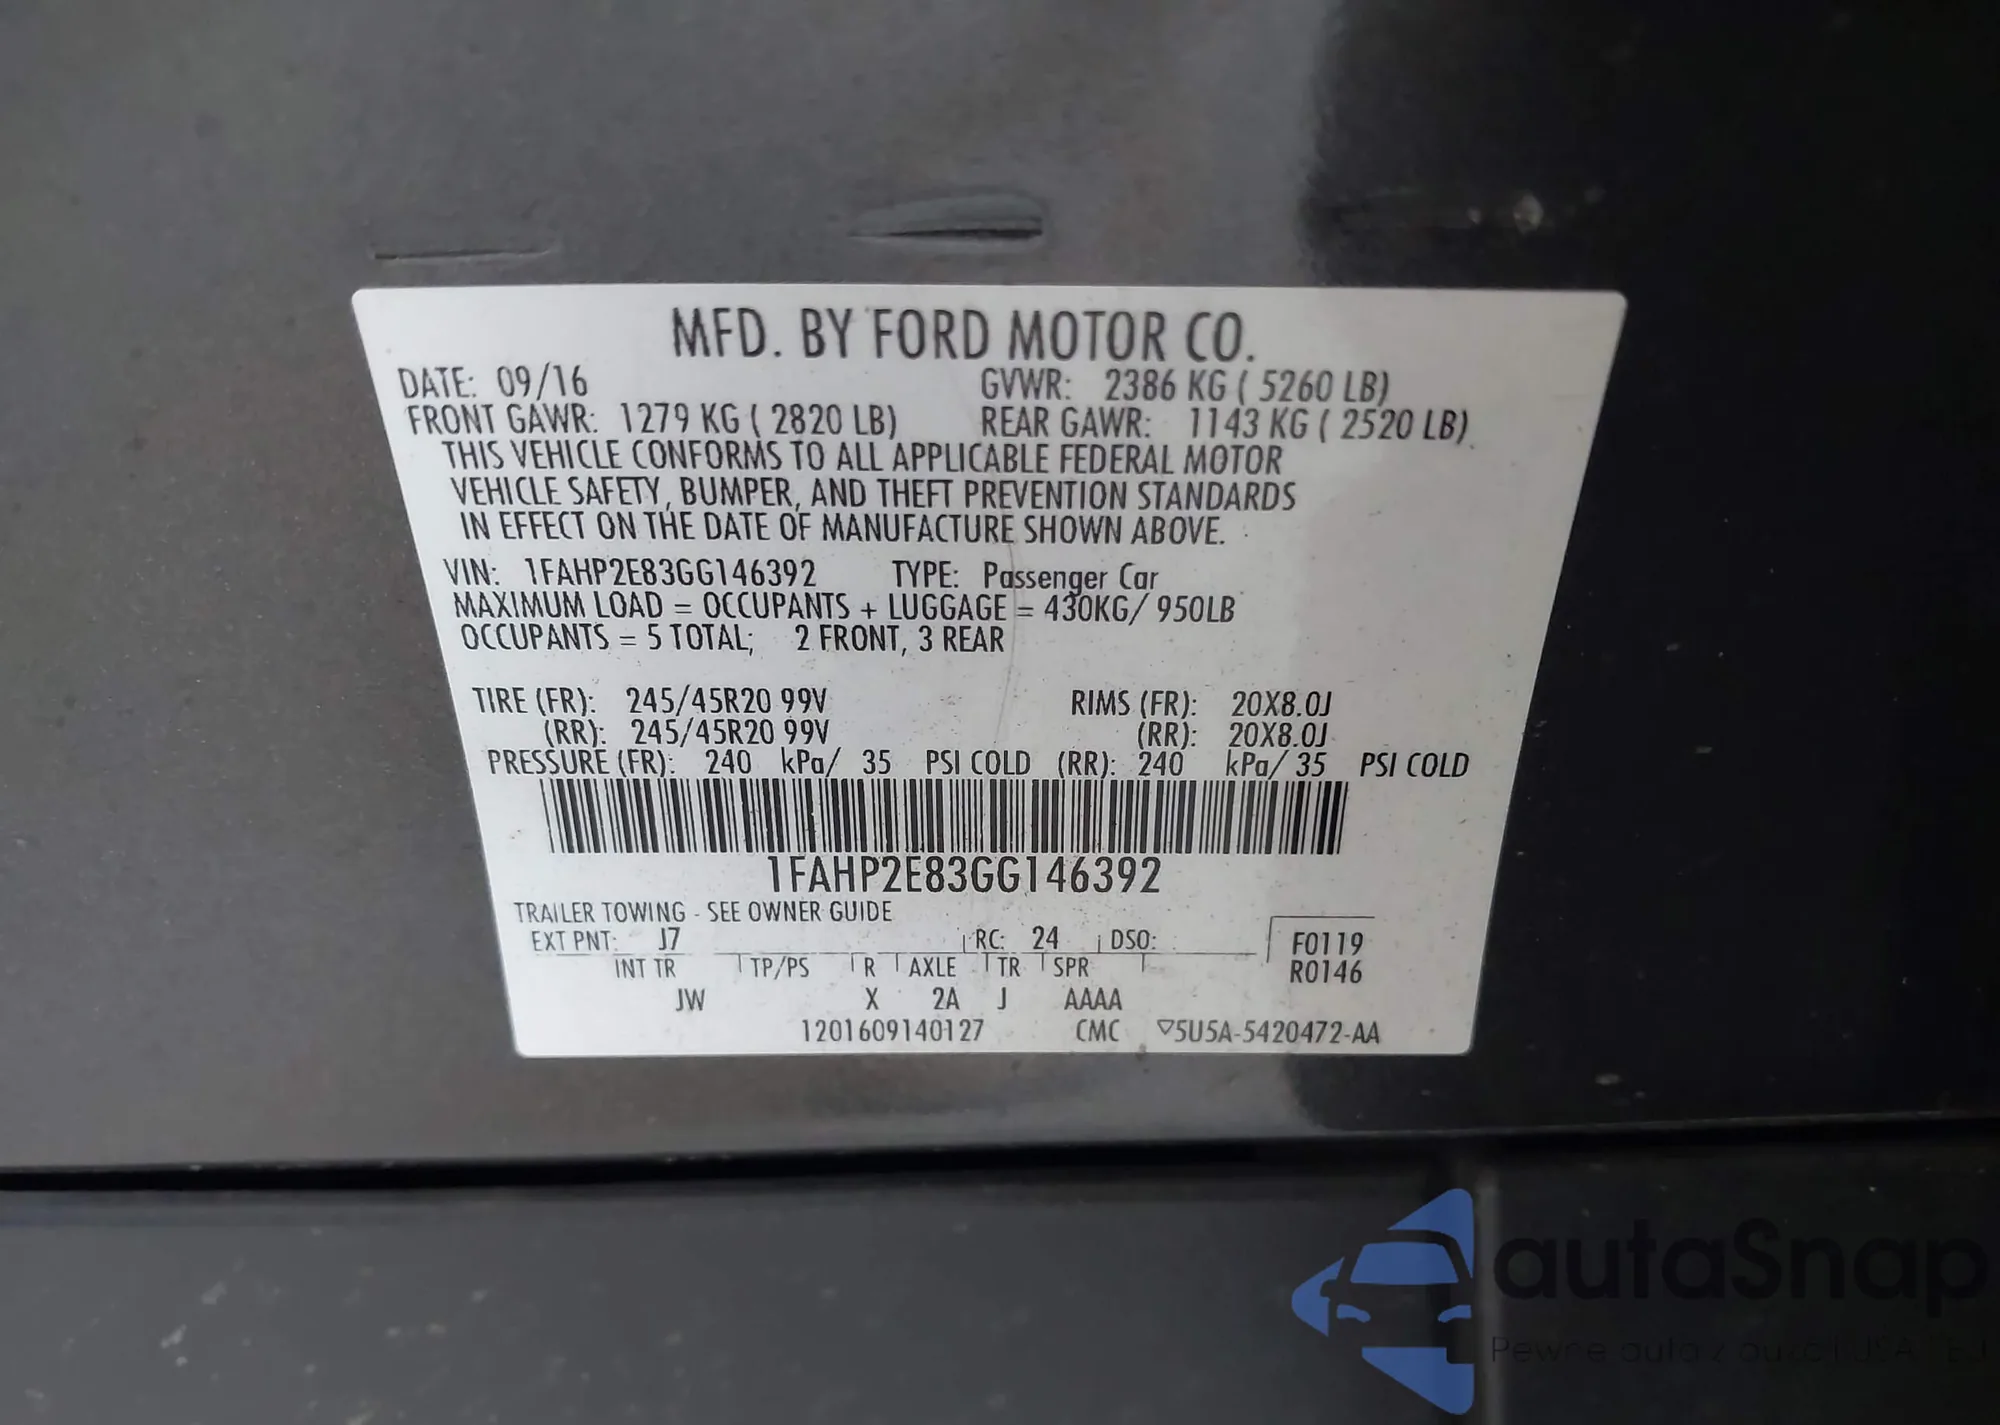 MFD. BY FORD MOTOR CO.
DATE: 09/16 GVWR: 2386 KG ( 5260 LB)
FRONT GAWR: 1279 KG ( 2820 LB) REAR GAWR: 1143 KG ( 2520 LB)
THIS VEHICLE CONFORMS TO ALL APPLICABLE FEDERAL MOTOR
VEHICLE SAFETY, BUMPER, AND THEFT PREVENTION STANDARDS
IN EFFECT ON THE DATE OF MANUFACTURE SHOWN ABOVE.
VIN: 1FAHP2E83GG146392 TYPE: Passenger Car
MAXIMUM LOAD = OCCUPANTS + LUGGAGE = 430KG/ 950LB
OCCUPANTS = 5 TOTAL; 2 FRONT, 3 REAR
TIRE (FR): 245/45R20 99V RIMS (FR): 20X8.0J
(RR): 245/45R20 99V (RR): 20X8.0J
PRESSURE (FR): 240 kPa/ 35 PSI COLD (RR): 240 kPa/ 35 PSI COLD
1FAHP2E83GG146392
TRAILER TOWING - SEE OWNER GUIDE
EXT PNT: J7 RC: 24 DSO: F0119
INT TR TP/PS R AXLE TR SPR R0146
JW X 2A J AAAA
1201609140127 CMC ▽5U5A-5420472-AA
autaSnap
Pewne auta z